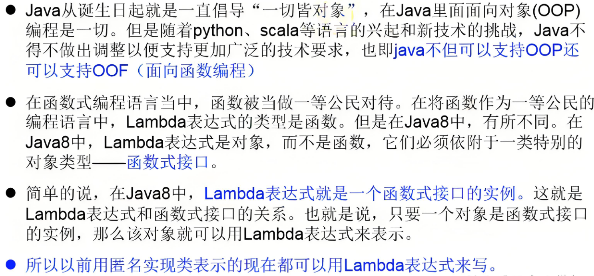 ● Java从诞生日起就是一直倡导“一切皆对象”，在Java里面面向对象(OOP)
编程是一切。但是随着python、scala等语言的兴起和新技术的挑战，Java不
得不做出调整以便支持更加广泛的技术要求，也即java不但可以支持OOP还
可以支持OOF（面向函数编程）
● 在函数式编程语言当中，函数被当做一等公民对待。在将函数作为一等公民的
编程语言中，Lambda表达式的类型是函数。但是在Java8中，有所不同。在
Java8中，Lambda表达式是对象，而不是函数，它们必须依附于一类特别的
对象类型——函数式接口。
● 简单的说，在Java8中，Lambda表达式就是一个函数式接口的实例。这就是
Lambda表达式和函数式接口的关系。也就是说，只要一个对象是函数式接口
的实例，那么该对象就可以用Lambda表达式来表示。
● 所以以前用匿名实现类表示的现在都可以用Lambda表达式来写。